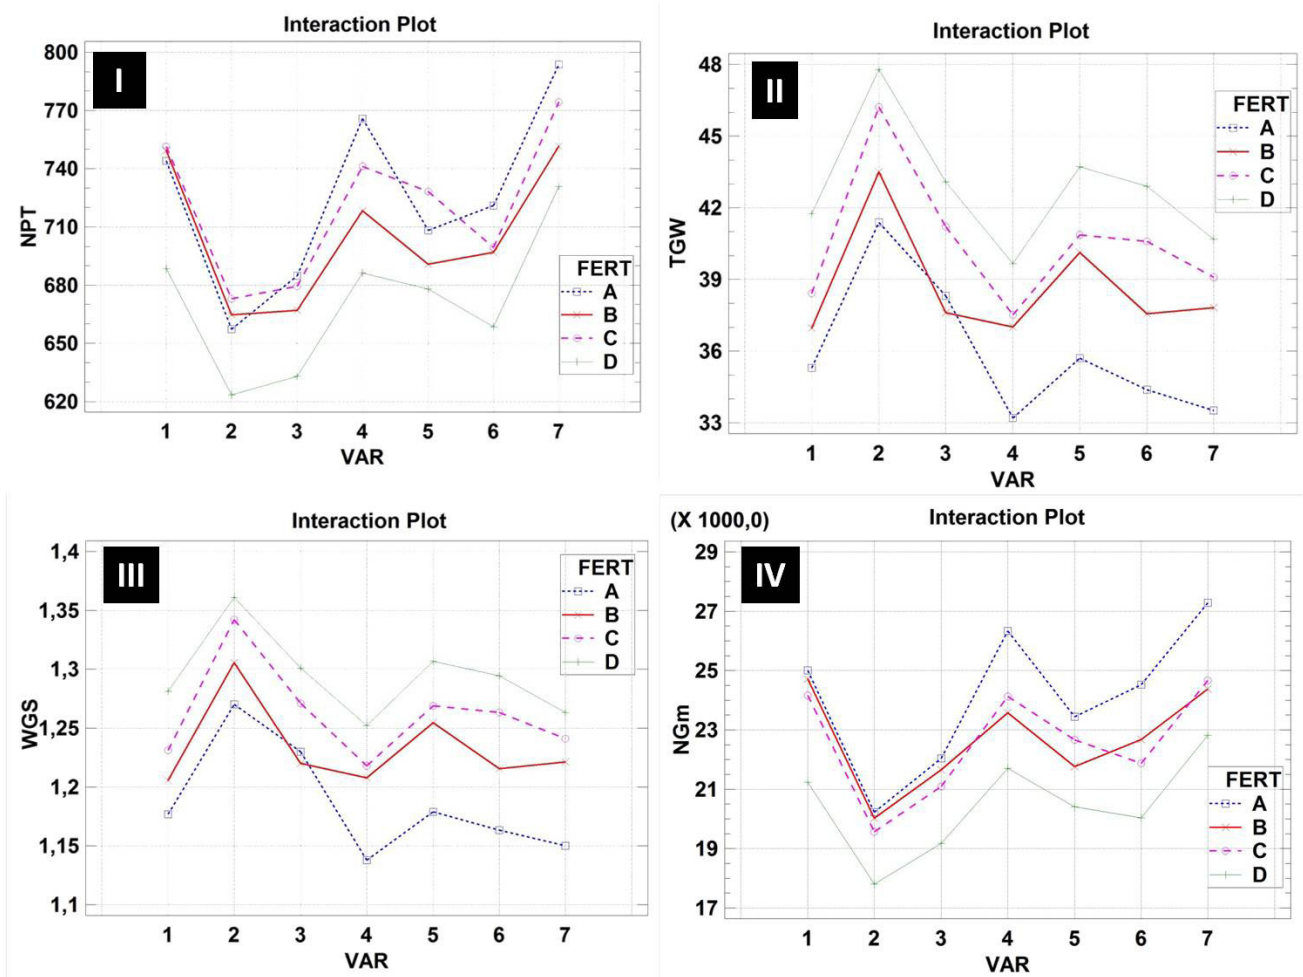 Interaction Plot
I
NPT
800
770
740
710
680
650
620
FERT
A
B
C
D
1 2 3 4 5 6 7
VAR
Interaction Plot
II
TGW
48
45
42
39
36
33
FERT
A
B
C
D
1 2 3 4 5 6 7
VAR
Interaction Plot
III
WGS
1,4
1,35
1,3
1,25
1,2
1,15
1,1
FERT
A
B
C
D
1 2 3 4 5 6 7
VAR
(X 1000,0) Interaction Plot
IV
NGm
29
27
25
23
21
19
17
FERT
A
B
C
D
1 2 3 4 5 6 7
VAR